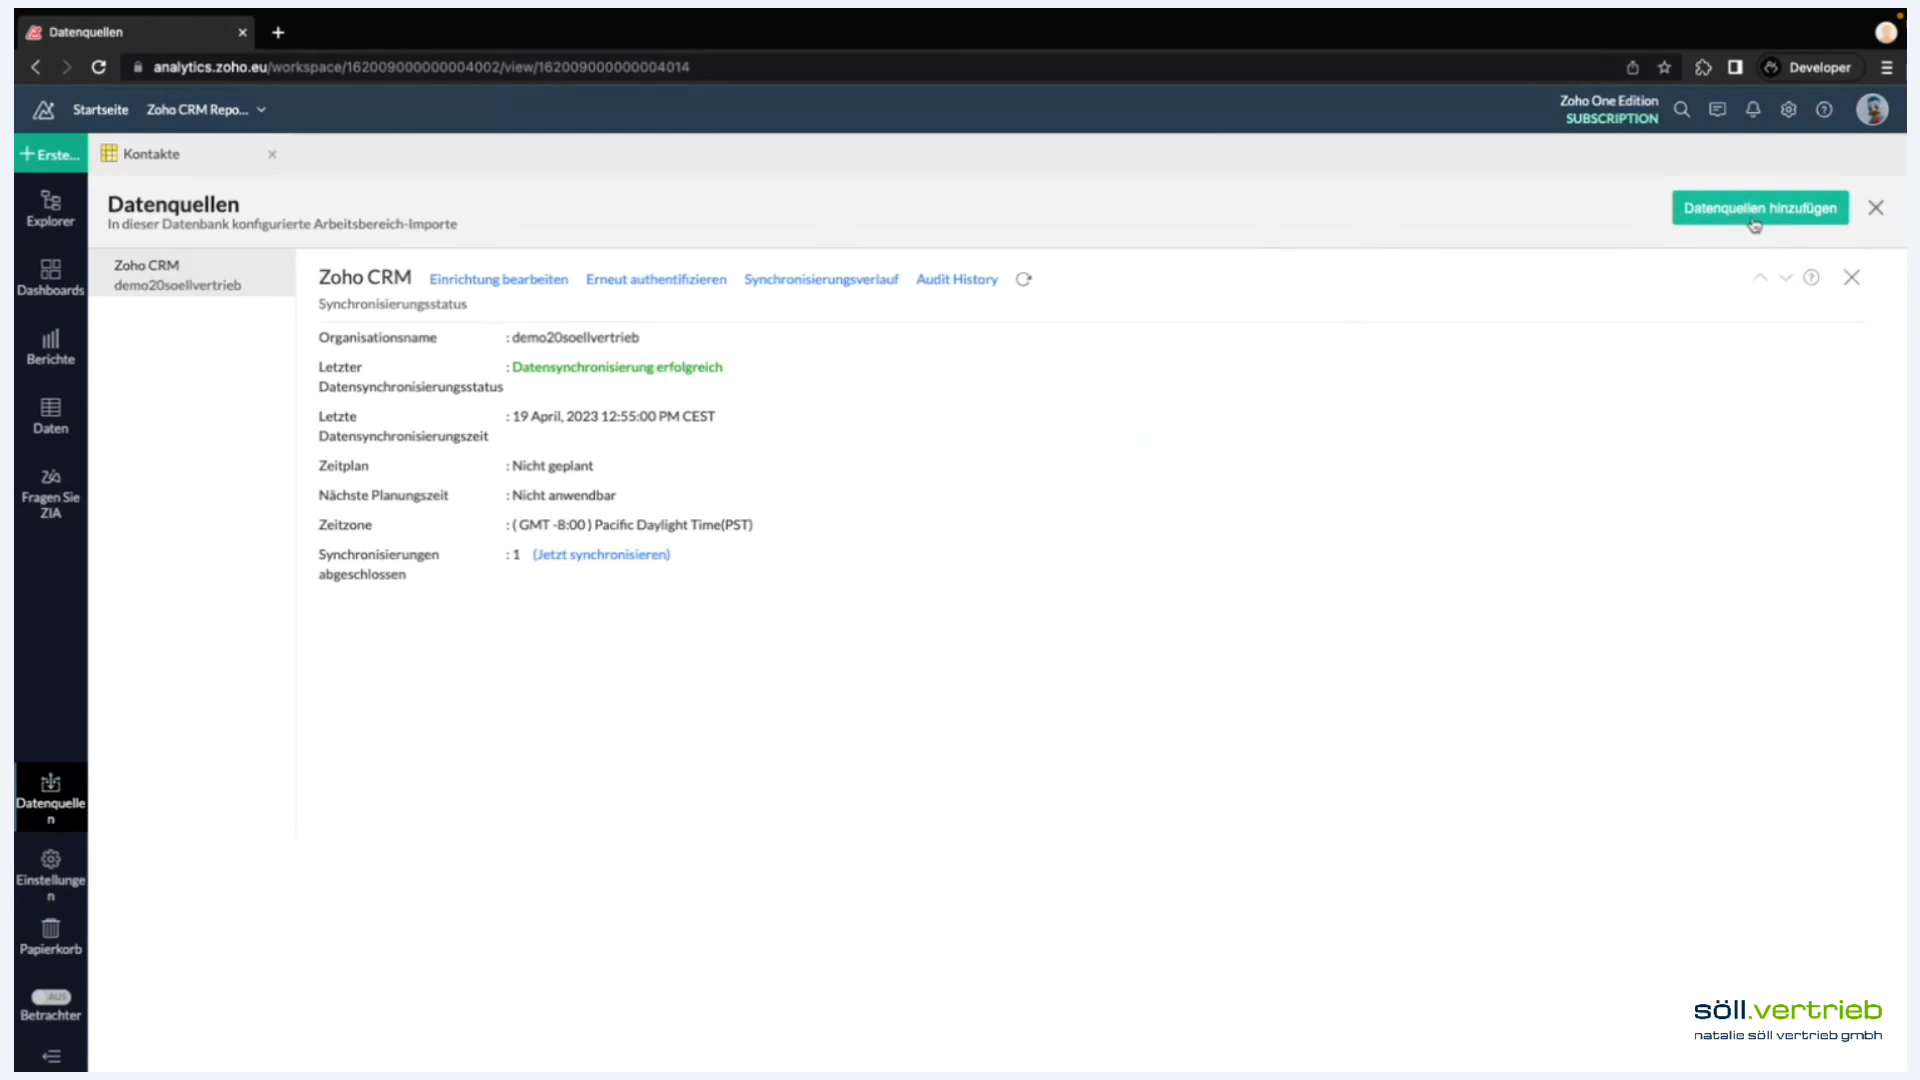 Datenquellen
analytics.zoho.eu/workspace/162009000000004002/view/162009000000004014
Developer
Startseite
Zoho CRM Repo...
Zoho One Edition
SUBSCRIPTION
Erste...
Kontakte
Explorer
Dashboards
Berichte
Daten
Fragen Sie
ZIA
Datenquelle
n
Einstellunge
n
Papierkorb
AUS
Betrachter
Datenquellen
In dieser Datenbank konfigurierte Arbeitsbereich-Importe
Datenquellen hinzufügen
Zoho CRM
demo20soellvertrieb
Zoho CRM Einrichtung bearbeiten Erneut authentifizieren Synchronisierungsverlauf Audit History
Synchronisierungsstatus
Organisationsname : demo20soellvertrieb
Letzter : Datensynchronisierung erfolgreich
Datensynchronisierungsstatus
Letzte : 19 April, 2023 12:55:00 PM CEST
Datensynchronisierungszeit
Zeitplan : Nicht geplant
Nächste Planungszeit : Nicht anwendbar
Zeitzone : ( GMT -8:00 ) Pacific Daylight Time(PST)
Synchronisierungen : 1 (Jetzt synchronisieren)
abgeschlossen
söll.vertrieb
natalie söll vertrieb gmbh